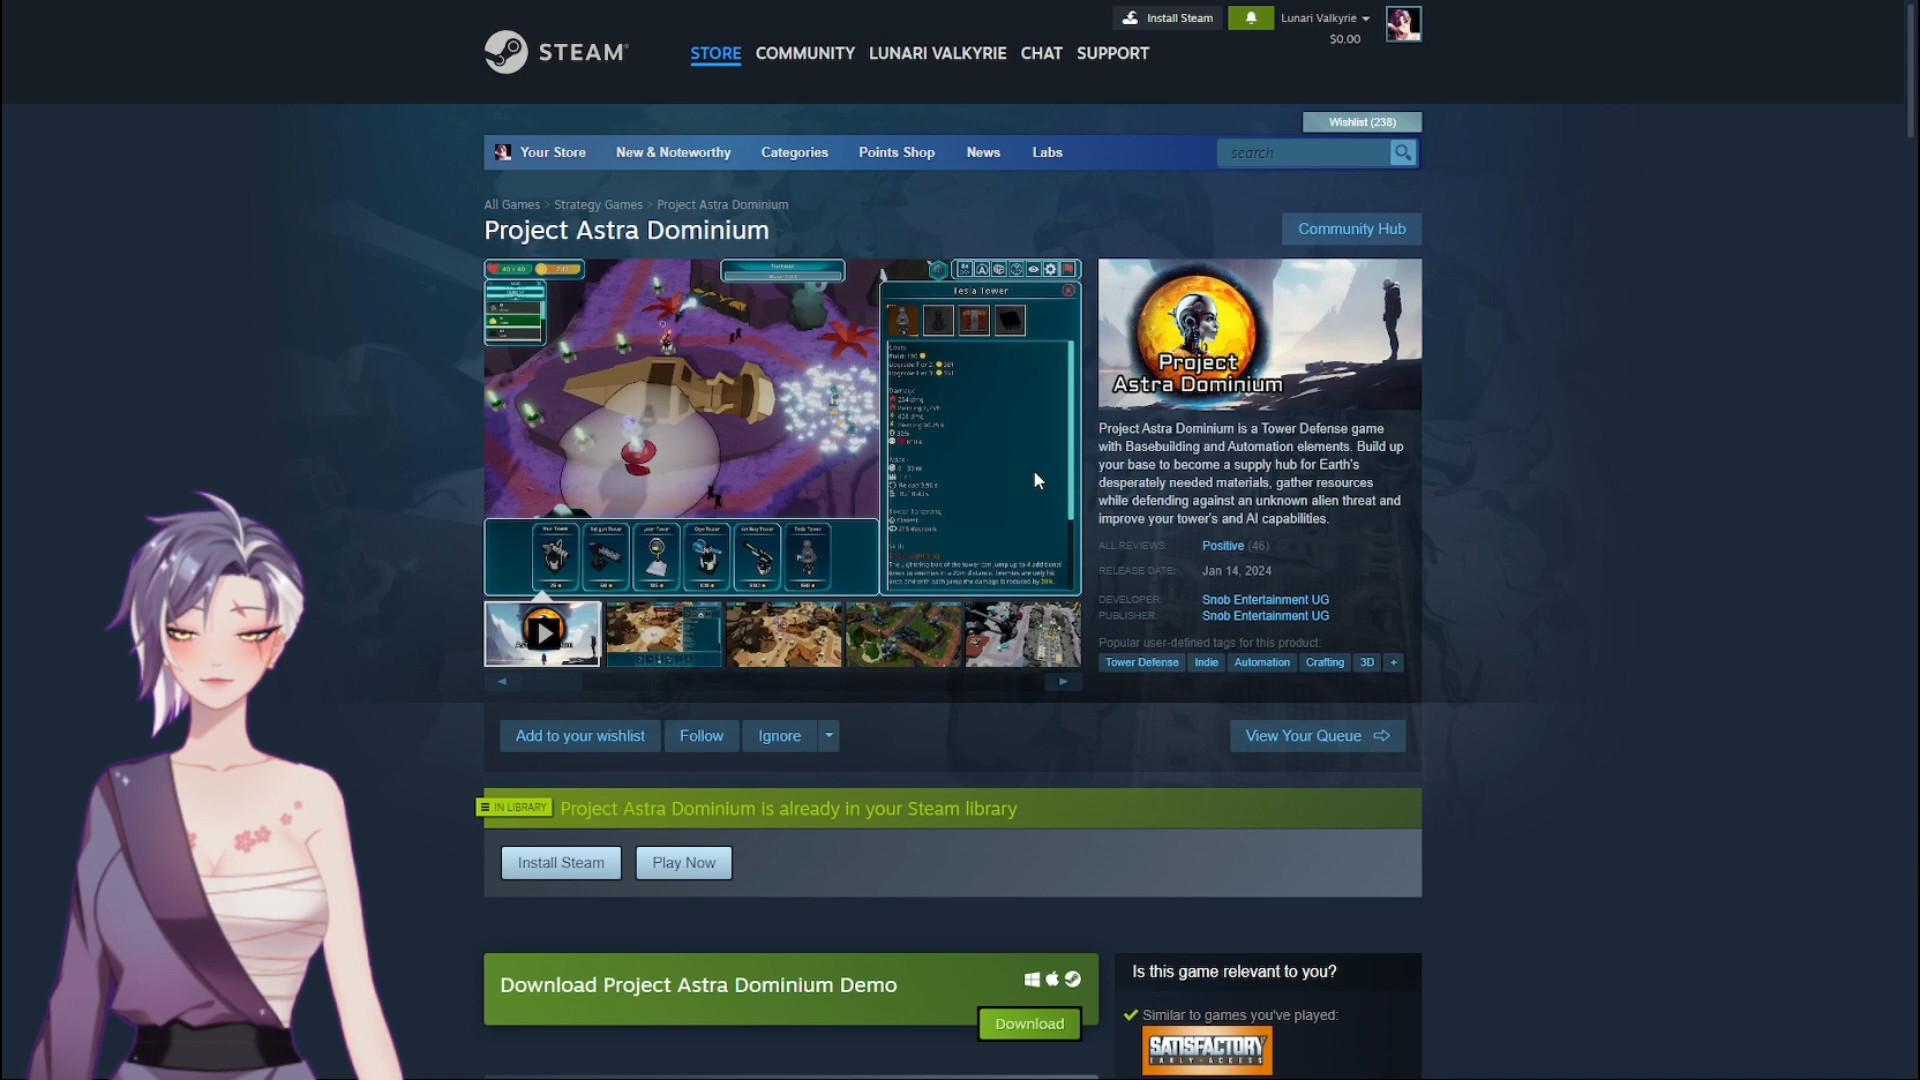 Install Steam
Lunari Valkyrie
$0.00
STEAM
STORE COMMUNITY LUNARI VALKYRIE CHAT SUPPORT
Wishlist (238)
Your Store New & Noteworthy Categories Points Shop News Labs
search
All Games > Strategy Games > Project Astra Dominium
Project Astra Dominium
Community Hub
Tesla Tower
Project
Astra Dominium
Project Astra Dominium is a Tower Defense game
with Basebuilding and Automation elements. Build up
your base to become a supply hub for Earth's
desperately needed materials, gather resources
while defending against an unknown alien threat and
improve your tower's and AI capabilities.
ALL REVIEWS: Positive (46)
RELEASE DATE: Jan 14, 2024
DEVELOPER: Snob Entertainment UG
PUBLISHER: Snob Entertainment UG
Popular user-defined tags for this product:
Tower Defense Indie Automation Crafting 3D +
Add to your wishlist Follow Ignore
View Your Queue
IN LIBRARY Project Astra Dominium is already in your Steam library
Install Steam Play Now
Download Project Astra Dominium Demo
Download
Is this game relevant to you?
Similar to games you've played:
SATISFACTORY
EARLY-ACCESS